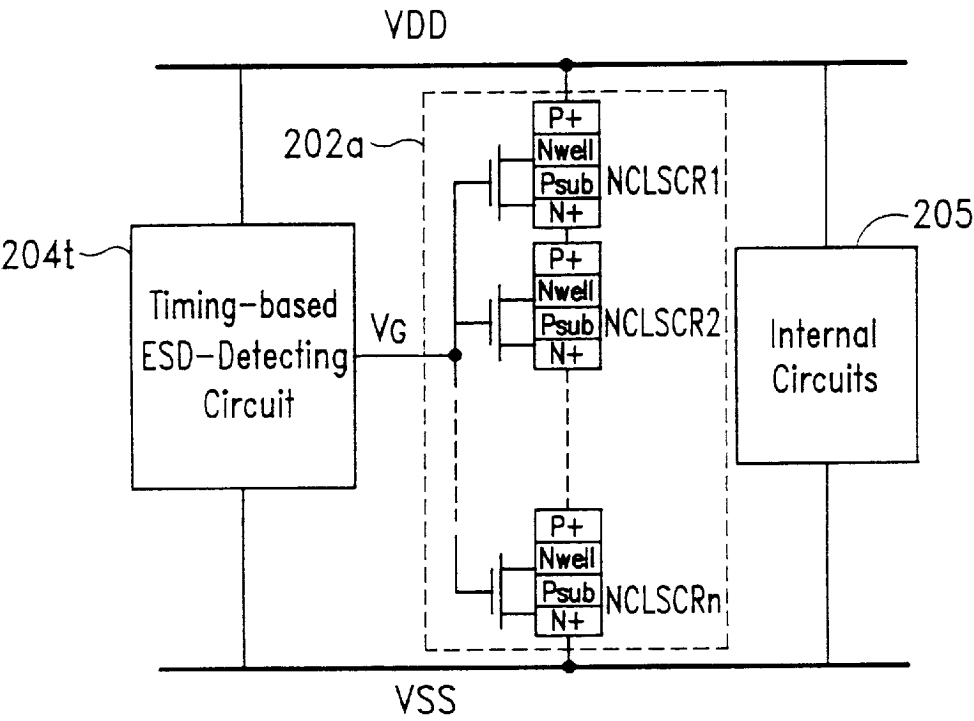 VDD
202a
P+
Nwell
Psub
N+
NCLSCR1
204t
205
Timing-based
ESD-Detecting
Circuit
VG
P+
Nwell
Psub
N+
NCLSCR2
Internal
Circuits
P+
Nwell
Psub
N+
NCLSCRn
VSS